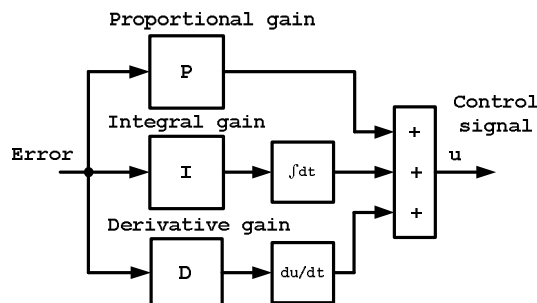 Proportional gain
P
Integral gain
Control
signal
Error
I
∫dt
+
+
+
u
Derivative gain
D
du/dt